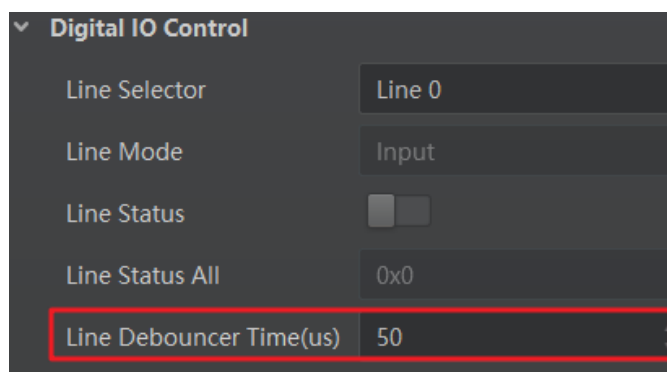 Digital IO Control
Line Selector Line 0
Line Mode Input
Line Status
Line Status All 0x0
Line Debouncer Time(us) 50